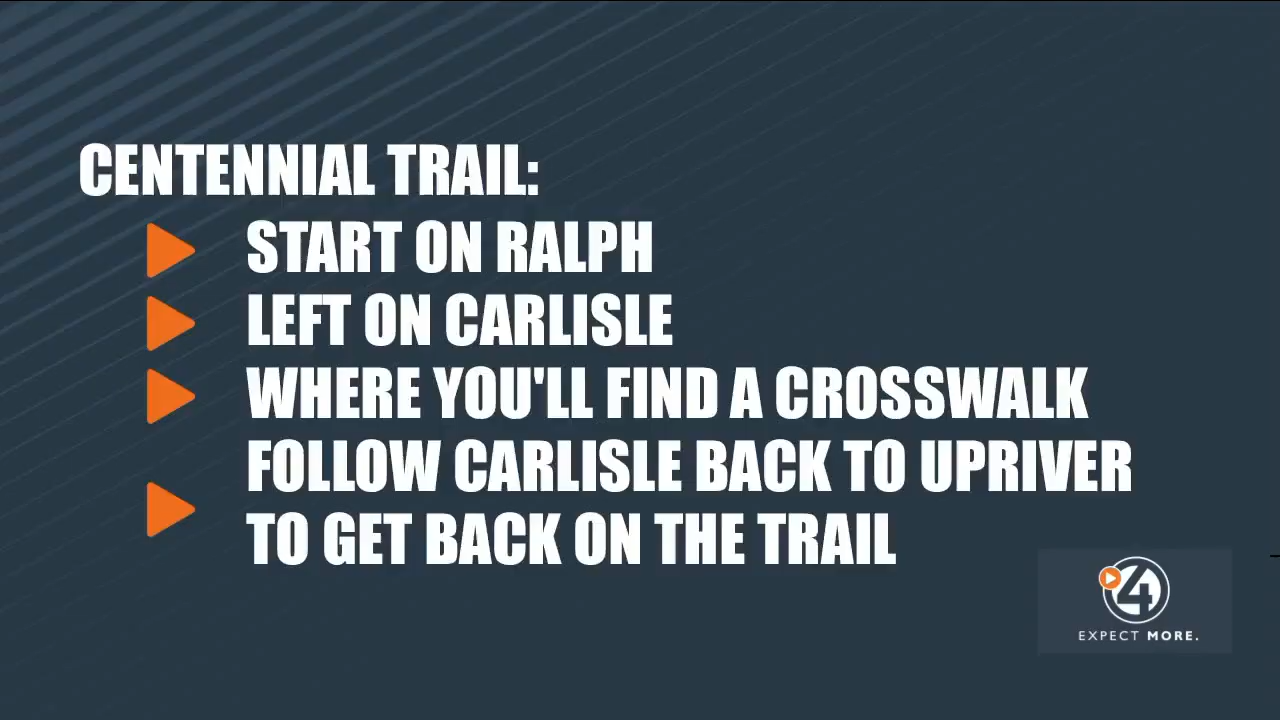 CENTENNIAL TRAIL:
START ON RALPH
LEFT ON CARLISLE
WHERE YOU'LL FIND A CROSSWALK
FOLLOW CARLISLE BACK TO UPRIVER
TO GET BACK ON THE TRAIL
4
EXPECT MORE.